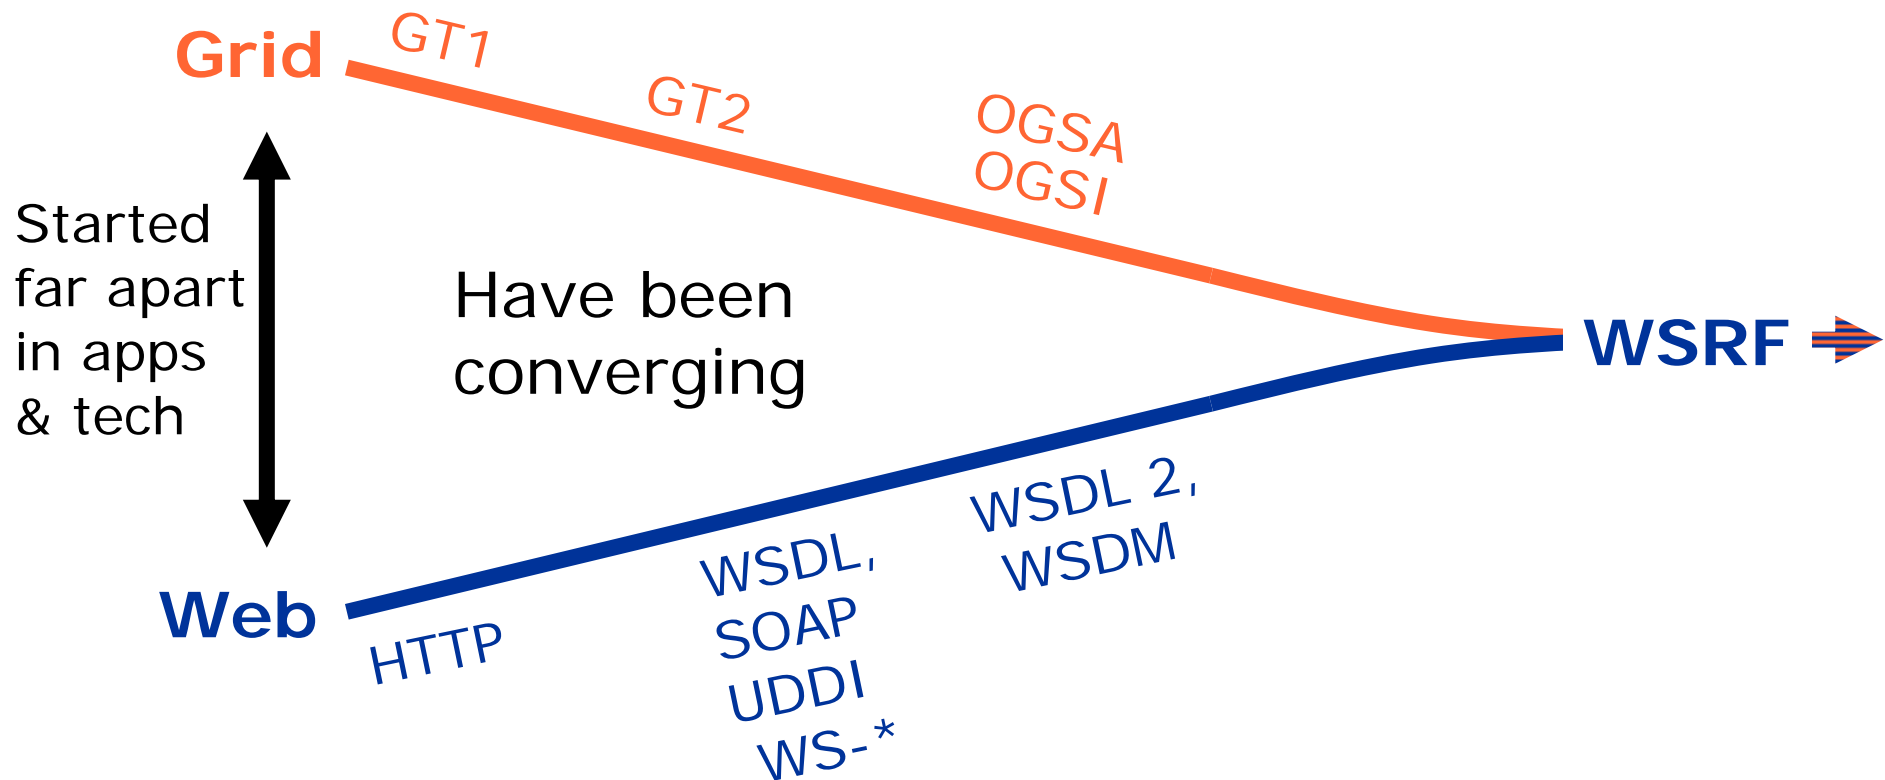 Grid
GT1
GT2
OGSA
OGSI
Started
far apart
in apps
& tech
Have been
converging
WSRF
Web
HTTP
WSDL,
SOAP
UDDI
WS-*
WSDL 2,
WSDM